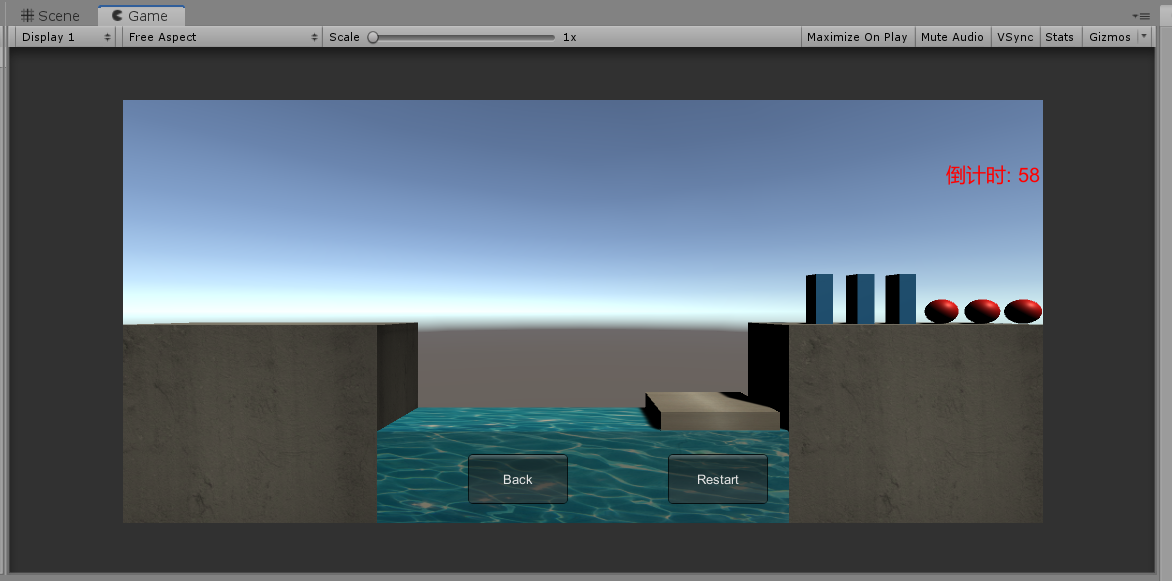 Scene Game
Display 1 Free Aspect Scale 1x Maximize On Play Mute Audio VSync Stats Gizmos
倒计时: 58
Back Restart